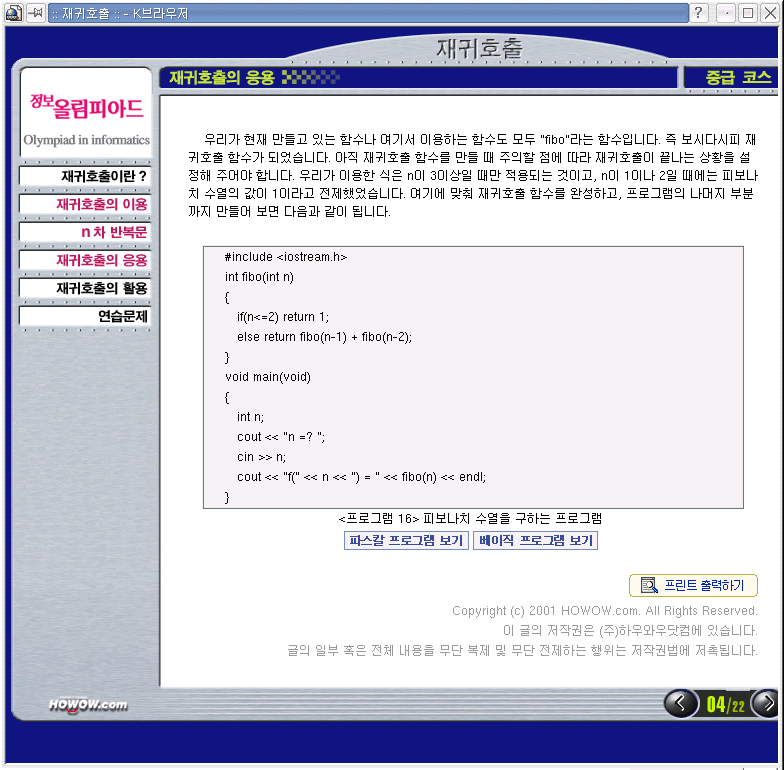 :: 재귀호출 :: - K브라우저
재귀호출
재귀호출의 응용
중급 코스
정보올림피아드
Olympiad in informatics
재귀호출이란 ?
재귀호출의 이용
n 차 반복문
재귀호출의 응용
재귀호출의 활용
연습문제
우리가 현재 만들고 있는 함수나 여기서 이용하는 함수도 모두 "fibo"라는 함수입니다. 즉 보시다시피 재
귀호출 함수가 되었습니다. 아직 재귀호출 함수를 만들 때 주의할 점에 따라 재귀호출이 끝나는 상황을 설
정해 주어야 합니다. 우리가 이용한 식은 n이 3이상일 때만 적용되는 것이고, n이 1이나 2일 때에는 피보나
치 수열의 값이 1이라고 전제했었습니다. 여기에 맞춰 재귀호출 함수를 완성하고, 프로그램의 나머지 부분
까지 만들어 보면 다음과 같이 됩니다.
#include <iostream.h>
int fibo(int n)
{
if(n<=2) return 1;
else return fibo(n-1) + fibo(n-2);
}
void main(void)
{
int n;
cout << "n =? ";
cin >> n;
cout << "f(" << n << ") = " << fibo(n) << endl;
}
<프로그램 16> 피보나치 수열을 구하는 프로그램
파스칼 프로그램 보기
베이직 프로그램 보기
프린트 출력하기
Copyright (c) 2001 HOWOW.com. All Rights Reserved.
이 글의 저작권은 (주)하우와우닷컴에 있습니다.
글의 일부 혹은 전체 내용을 무단 복제 및 무단 전제하는 행위는 저작권법에 저촉됩니다.
HOWOW.com
04/22